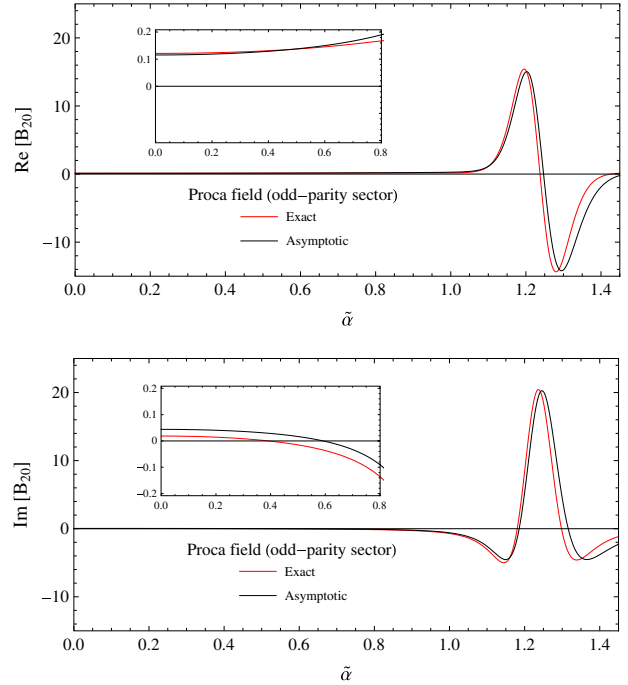 Re [B₂₀]
20
10
0
−10
0.2
0.1
0
0.0 0.2 0.4 0.6 0.8
Proca field (odd−parity sector)
Exact
Asymptotic
0.0 0.2 0.4 0.6 0.8 1.0 1.2 1.4
α̃
Im [B₂₀]
20
10
0
−10
0.2
0.1
0
−0.1
−0.2
0.0 0.2 0.4 0.6 0.8
Proca field (odd−parity sector)
Exact
Asymptotic
0.0 0.2 0.4 0.6 0.8 1.0 1.2 1.4
α̃